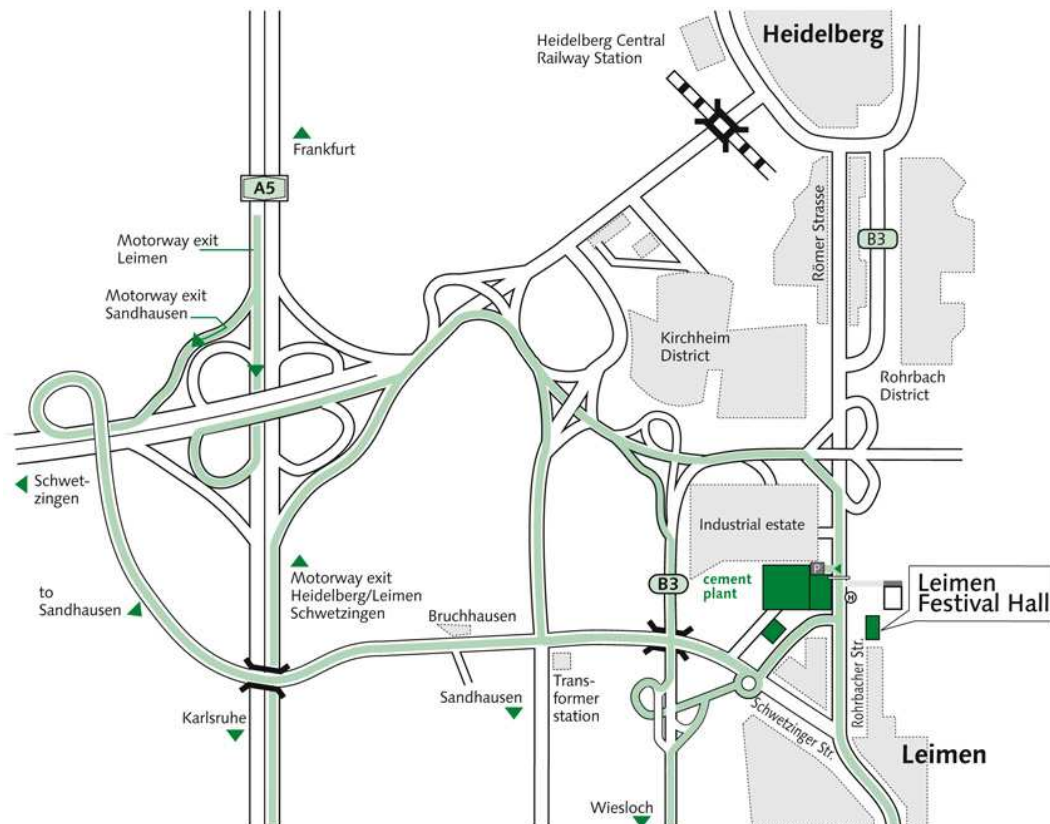 Heidelberg
Heidelberg Central
Railway Station
Frankfurt
A5
Motorway exit
Leimen
Motorway exit
Sandhausen
Römer Strasse
B3
Kirchheim
District
Rohrbach
District
Schwet-
zingen
Industrial estate
to
Sandhausen
Motorway exit
Heidelberg/Leimen
Schwetzingen
B3
cement
plant
P
H
Leimen
Festival Hall
Bruchhausen
Sandhausen
Trans-
former
station
Karlsruhe
Schwetzinger Str.
Rohrbacher Str.
Leimen
Wiesloch